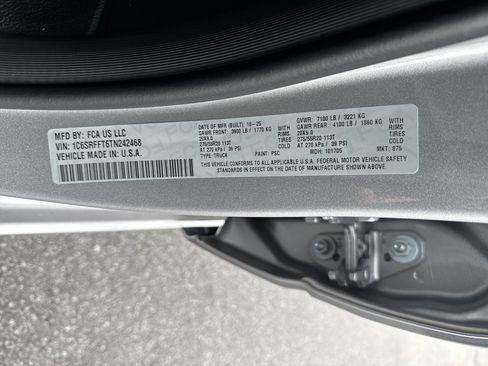 MFD BY: FCA US LLC
VIN: 1C6SRFFT6TN242468
VEHICLE MADE IN: U.S.A.
DATE OF MFR (BUILT) 10-25
GVWR: 7100 LB / 3221 KG
GAWR FRONT: 3900 LB / 1770 KG
GAWR REAR: 4100 LB / 1860 KG
20X9.0 RIMS 20X9.0 RIMS
275/55R20 113T TIRES 275/55R20 113T TIRES
AT 270 kPa / 39 PSI COLD AT 270 kPa / 39 PSI COLD
TYPE: TRUCK PAINT: PSC MDH: 101705 MKT: 875
THIS VEHICLE CONFORMS TO ALL APPLICABLE U.S.A. FEDERAL MOTOR VEHICLE SAFETY
STANDARDS IN EFFECT ON THE DATE OF MANUFACTURE SHOWN ABOVE.